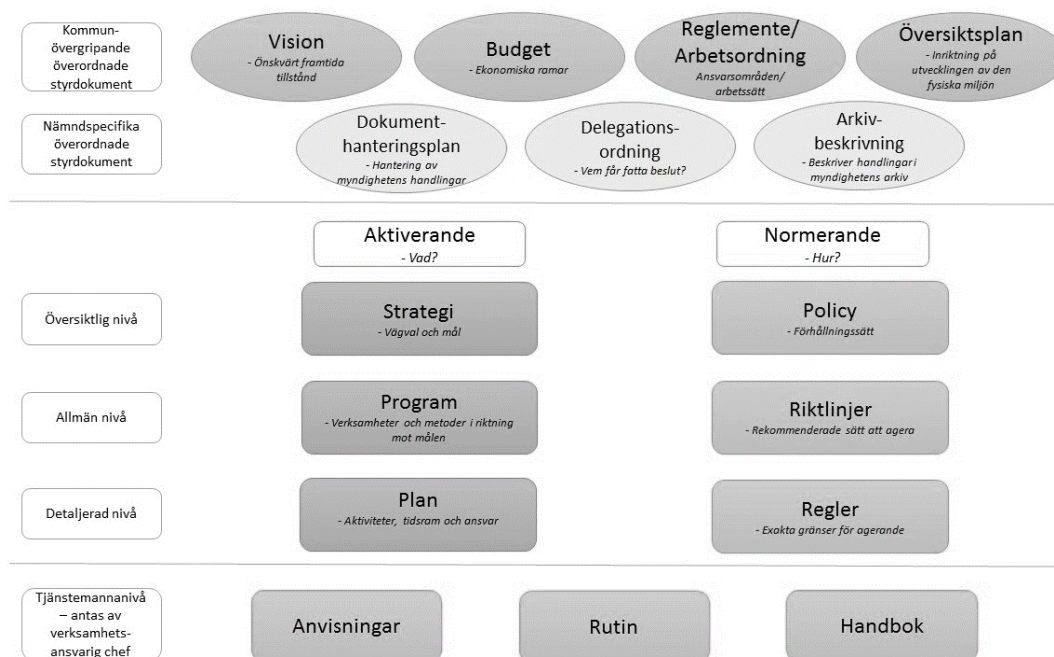 Kommun-
övergripande
överordnade
styrdokument
Vision
- Önskvärt framtida
tillstånd
Budget
- Ekonomiska ramar
Reglemente/
Arbetsordning
Ansvarsområden/
arbetssätt
Översiktsplan
- Inriktning på
utvecklingen av den
fysiska miljön
Nämndspecifika
överordnade
styrdokument
Dokument-
hanteringsplan
- Hantering av
myndighetens handlingar
Delegations-
ordning
- Vem får fatta beslut?
Arkiv-
beskrivning
- Beskriver handlingar i
myndighetens arkiv
Aktiverande
- Vad?
Normerande
- Hur?
Översiktlig nivå
Strategi
- Vägval och mål
Policy
- Förhållningssätt
Allmän nivå
Program
- Verksamheter och metoder i riktning
mot målen
Riktlinjer
- Rekommenderade sätt att agera
Detaljerad nivå
Plan
- Aktiviteter, tidsram och ansvar
Regler
- Exakta gränser för agerande
Tjänstemannanivå
– antas av
verksamhets-
ansvarig chef
Anvisningar
Rutin
Handbok